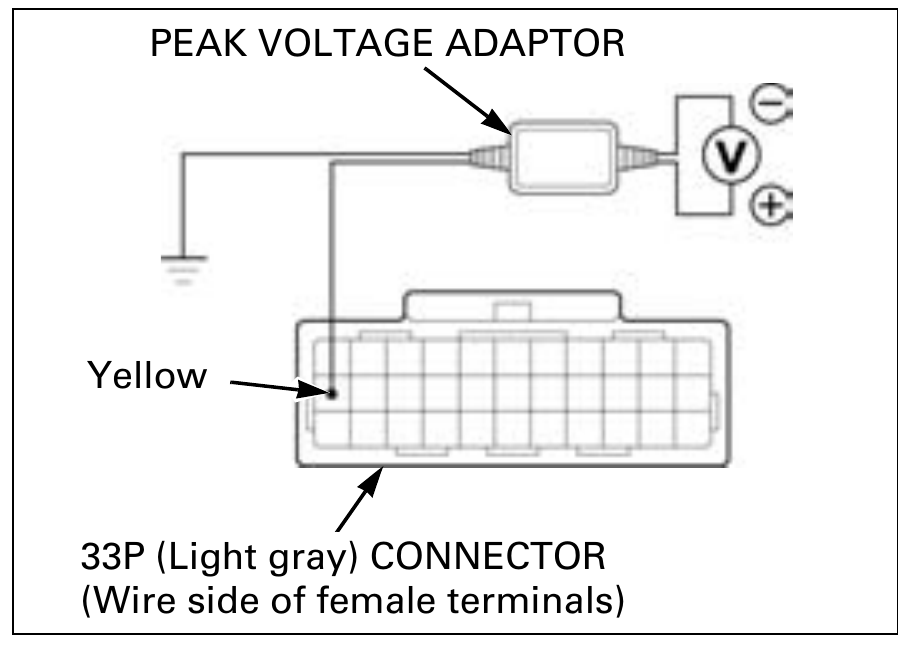 PEAK VOLTAGE ADAPTOR
−
V
+
Yellow
33P (Light gray) CONNECTOR
(Wire side of female terminals)